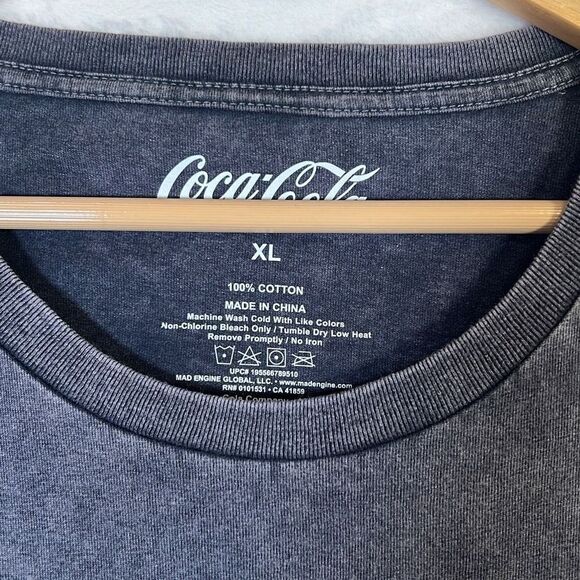 Coca-Cola
XL
100% COTTON
MADE IN CHINA
Machine Wash Cold With Like Colors
Non-Chlorine Bleach Only / Tumble Dry Low Heat
Remove Promptly / No Iron
UPC# 195566789510
MAD ENGINE GLOBAL, LLC. • www.madengine.com
RN# 0101531 • CA 41859